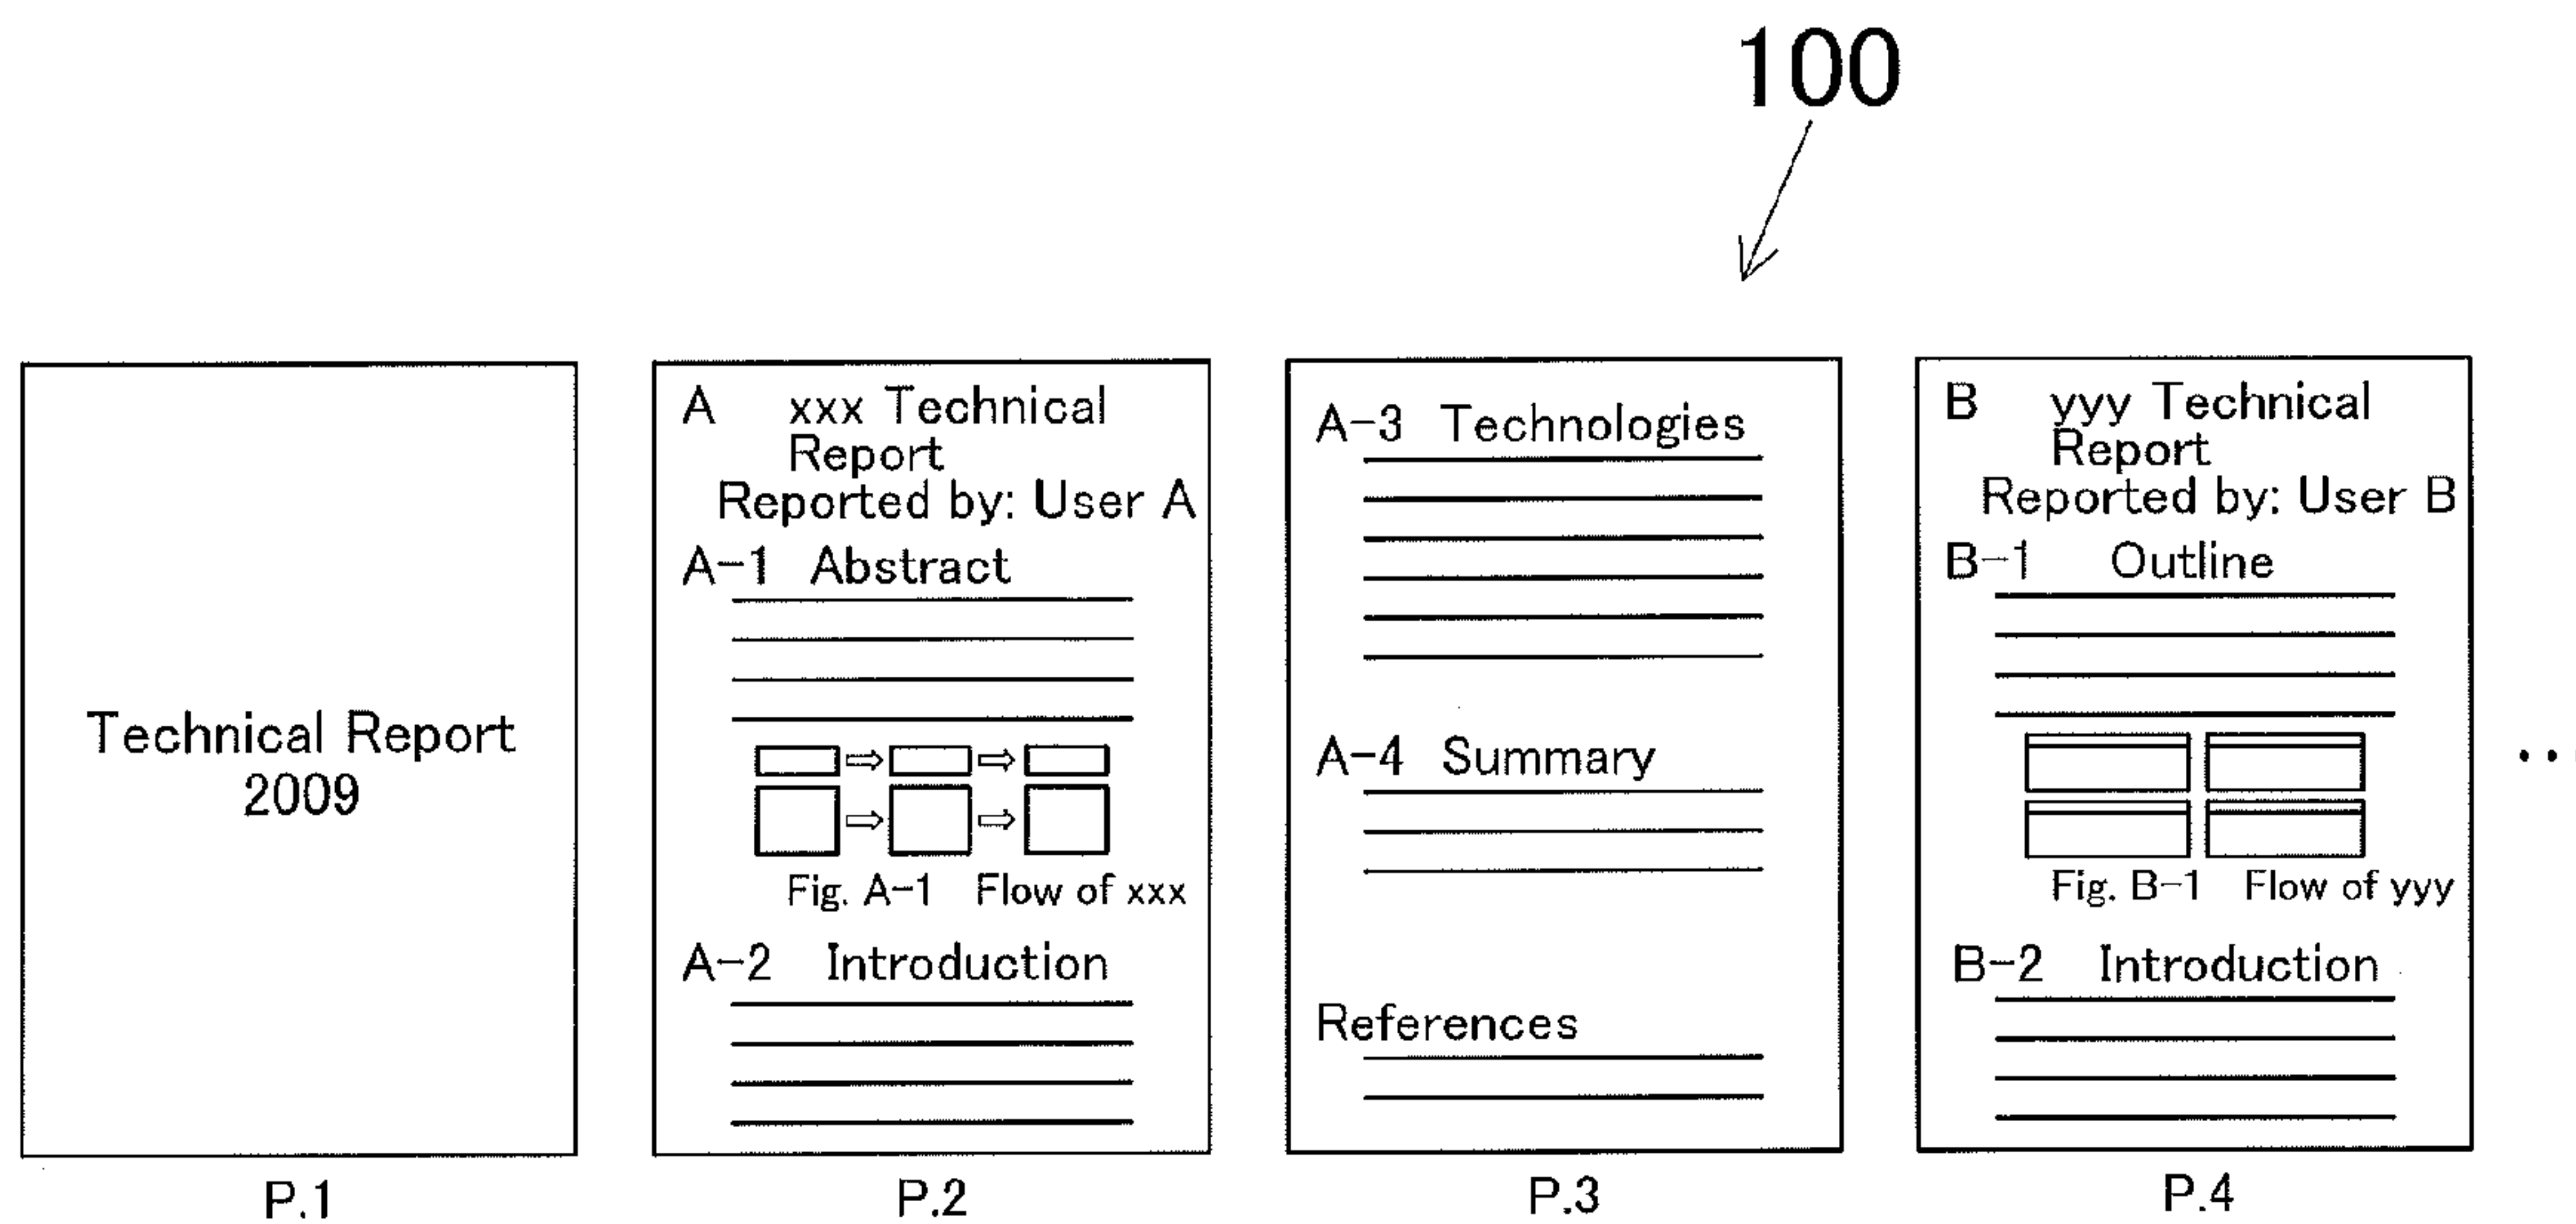 100
Technical Report
2009
P.1
A xxx Technical
Report
Reported by: User A
A-1 Abstract
Fig. A-1 Flow of xxx
A-2 Introduction
P.2
A-3 Technologies
A-4 Summary
References
P.3
B yyy Technical
Report
Reported by: User B
B-1 Outline
Fig. B-1 Flow of yyy
B-2 Introduction
P.4